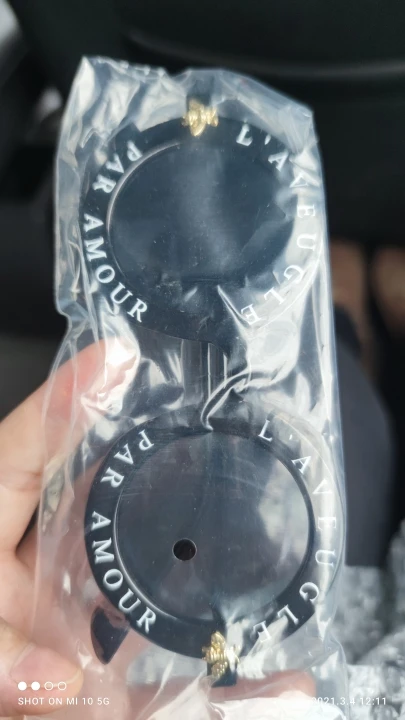 L'AVEUGLE
PAR AMOUR
L'AVEUGLE
PAR AMOUR
SHOT ON MI 10 5G
2021.3.4 12:11